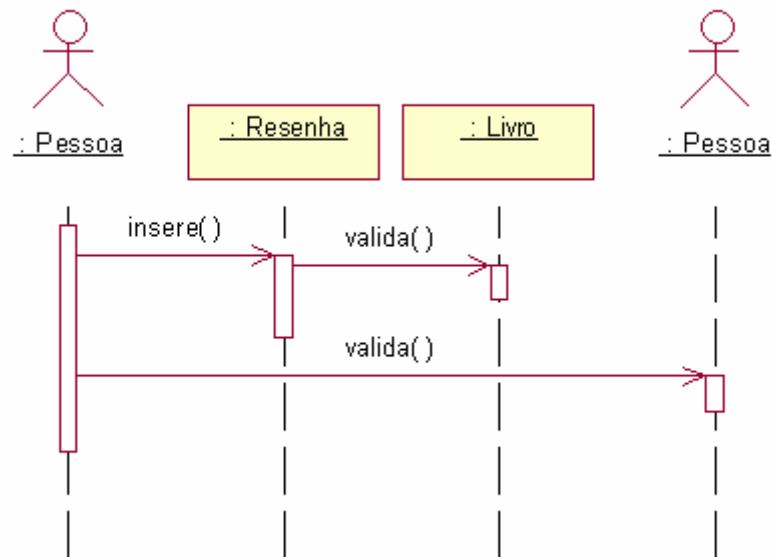 : Pessoa
: Resenha
: Livro
: Pessoa
insere( )
valida( )
valida( )